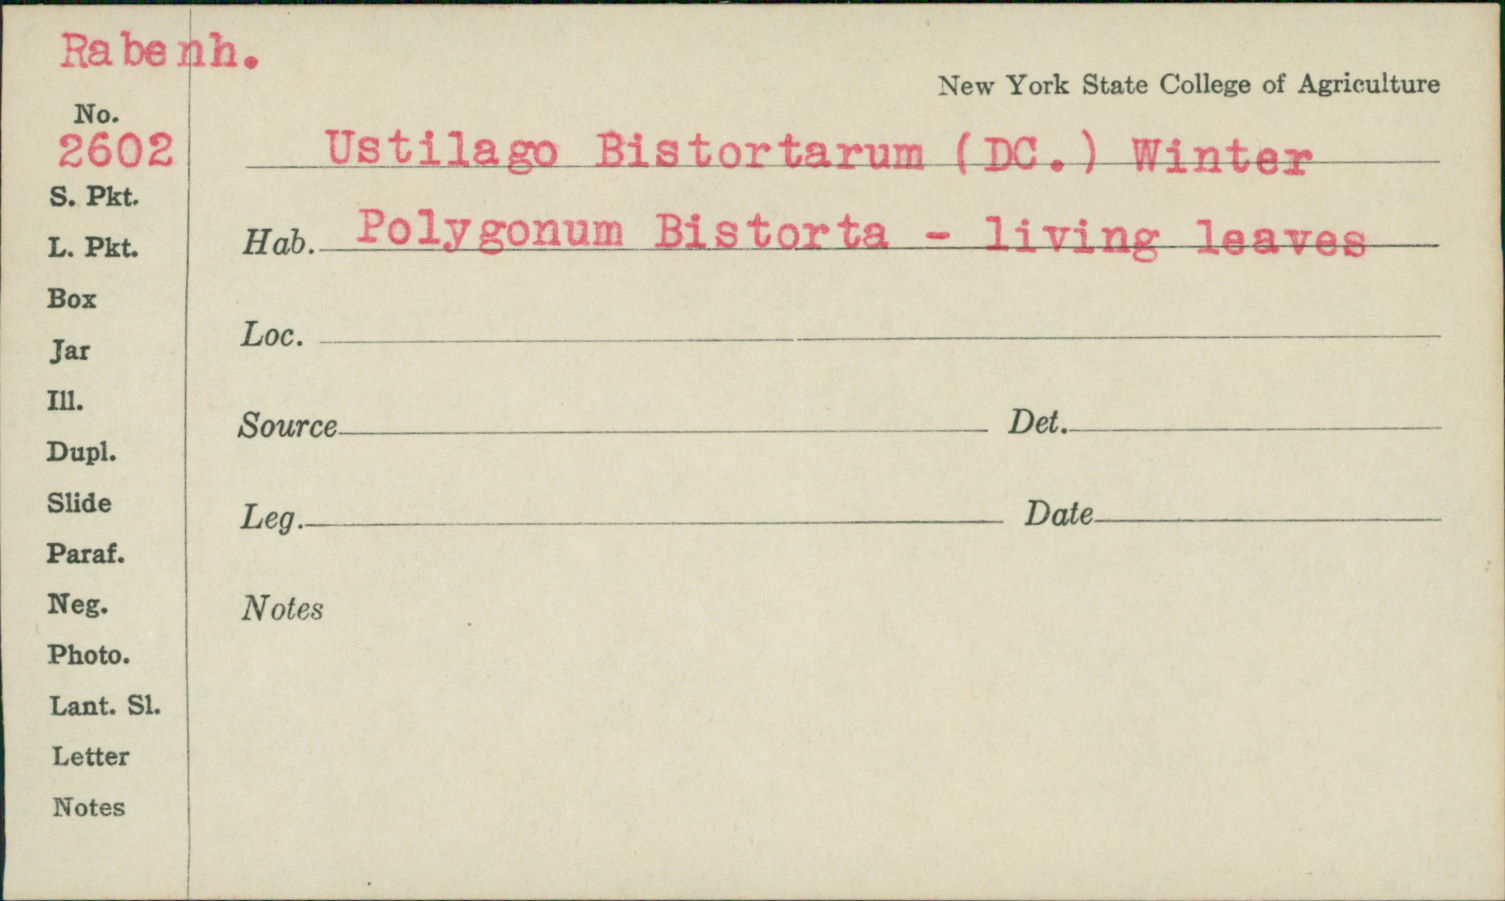 Rabenh.
New York State College of Agriculture
No.
2602
Ustilago Bistortarum (DC.) Winter
S. Pkt.
Hab. Polygonum Bistorta - living leaves
L. Pkt.
Box
Loc.
Jar
Ill.
Source Det.
Dupl.
Slide
Leg. Date
Paraf.
Neg.
Notes
Photo.
Lant. Sl.
Letter
Notes